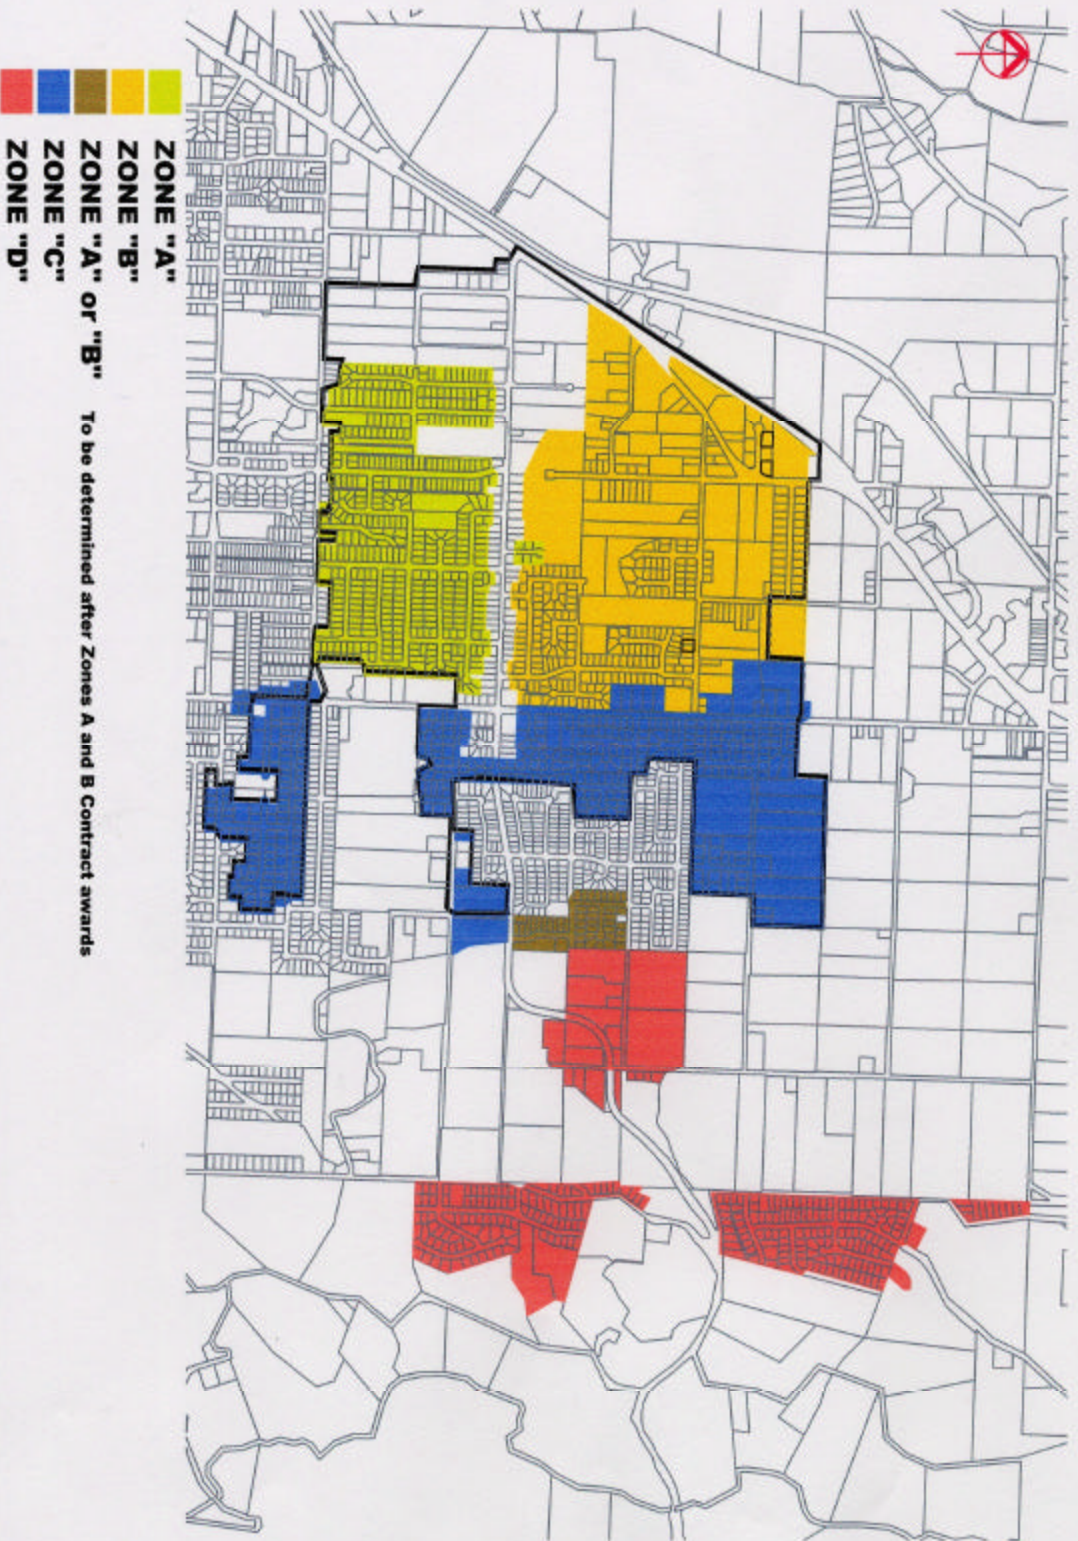 ZONE "A"
ZONE "B"
ZONE "A" or "B" To be determined after Zones A and B Contract awards
ZONE "C"
ZONE "D"